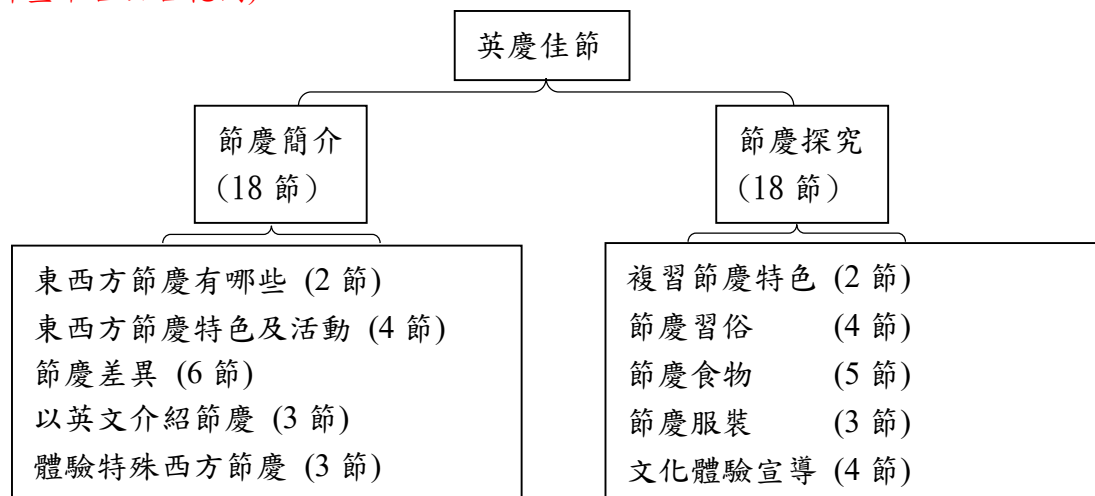 英慶佳節
節慶簡介
（18 節）
節慶探究
（18 節）
東西方節慶有哪些 (2 節)
東西方節慶特色及活動 (4 節)
節慶差異 (6 節)
以英文介紹節慶 (3 節)
體驗特殊西方節慶 (3 節)
複習節慶特色 (2 節)
節慶習俗 (4 節)
節慶食物 (5 節)
節慶服裝 (3 節)
文化體驗宣導 (4 節)